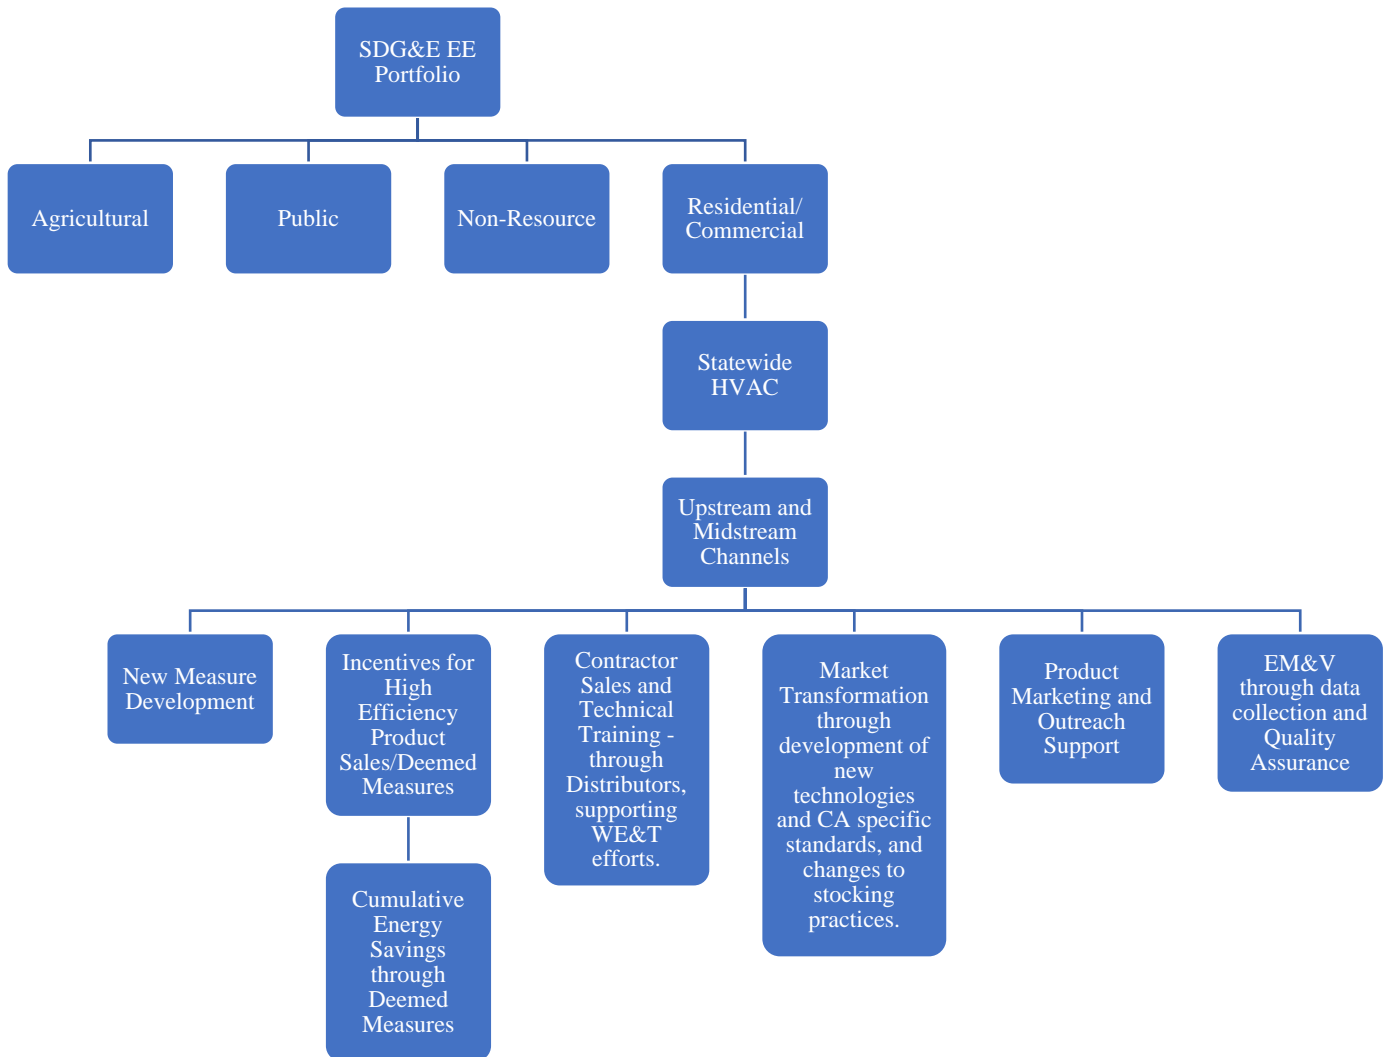 SDG&E EE
Portfolio
Agricultural
Public
Non-Resource
Residential/
Commercial
Statewide
HVAC
Upstream and
Midstream
Channels
New Measure
Development
Incentives for
High
Efficiency
Product
Sales/Deemed
Measures
Contractor
Sales and
Technical
Training -
through
Distributors,
supporting
WE&T
efforts.
Market
Transformation
through
development of
new
technologies
and CA specific
standards, and
changes to
stocking
practices.
Product
Marketing and
Outreach
Support
EM&V
through data
collection and
Quality
Assurance
Cumulative
Energy
Savings
through
Deemed
Measures